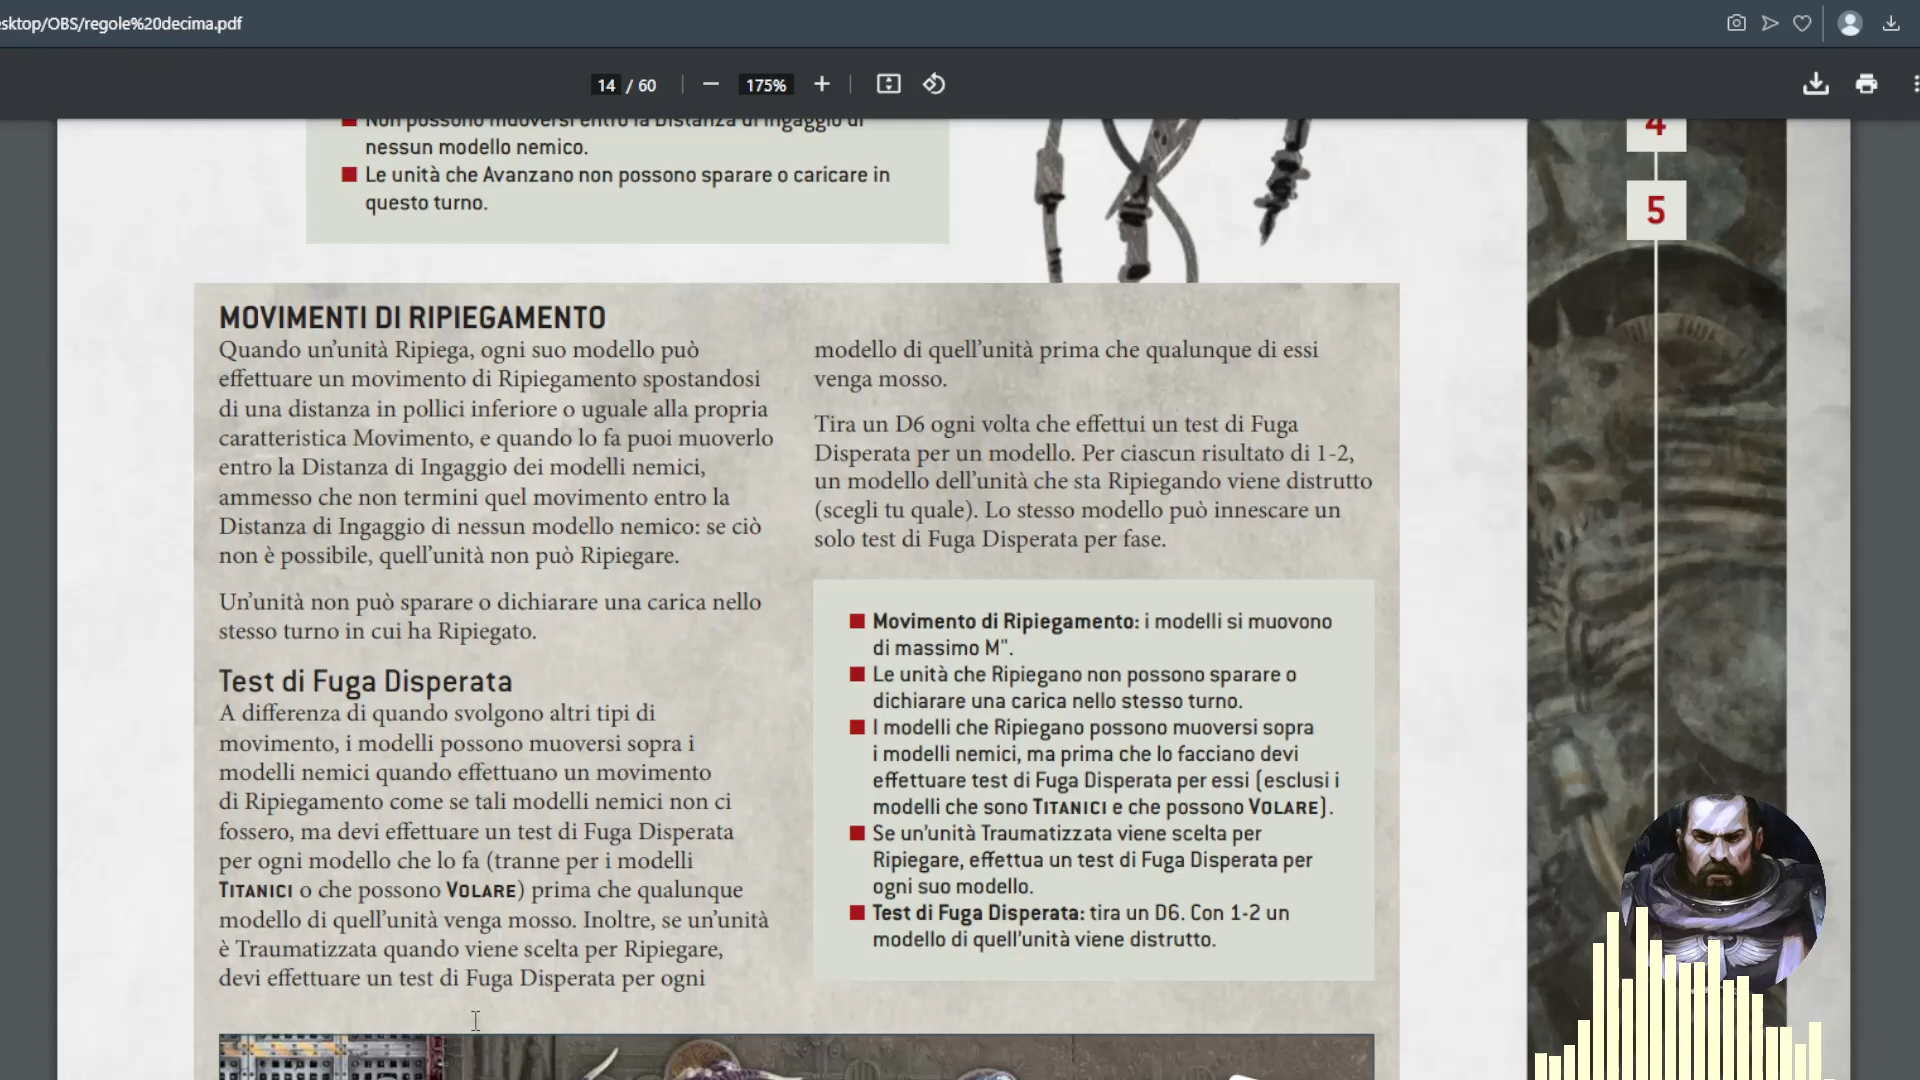 sktop/OBS/regole%20decima.pdf
14 / 60
175%
Non possono muoversi entro la Distanza di Ingaggio di
nessun modello nemico.
Le unità che Avanzano non possono sparare o caricare in
questo turno.
4
5
MOVIMENTI DI RIPIEGAMENTO
Quando un'unità Ripiega, ogni suo modello può
effettuare un movimento di Ripiegamento spostandosi
di una distanza in pollici inferiore o uguale alla propria
caratteristica Movimento, e quando lo fa puoi muoverlo
entro la Distanza di Ingaggio dei modelli nemici,
ammesso che non termini quel movimento entro la
Distanza di Ingaggio di nessun modello nemico: se ciò
non è possibile, quell'unità non può Ripiegare.
Un'unità non può sparare o dichiarare una carica nello
stesso turno in cui ha Ripiegato.
Test di Fuga Disperata
A differenza di quando svolgono altri tipi di
movimento, i modelli possono muoversi sopra i
modelli nemici quando effettuano un movimento
di Ripiegamento come se tali modelli nemici non ci
fossero, ma devi effettuare un test di Fuga Disperata
per ogni modello che lo fa (tranne per i modelli
TITANICI o che possono VOLARE) prima che qualunque
modello di quell'unità venga mosso. Inoltre, se un'unità
è Traumatizzata quando viene scelta per Ripiegare,
devi effettuare un test di Fuga Disperata per ogni
modello di quell'unità prima che qualunque di essi
venga mosso.
Tira un D6 ogni volta che effettui un test di Fuga
Disperata per un modello. Per ciascun risultato di 1-2,
un modello dell'unità che sta Ripiegando viene distrutto
(scegli tu quale). Lo stesso modello può innescare un
solo test di Fuga Disperata per fase.
Movimento di Ripiegamento: i modelli si muovono
di massimo M".
Le unità che Ripiegano non possono sparare o
dichiarare una carica nello stesso turno.
I modelli che Ripiegano possono muoversi sopra
i modelli nemici, ma prima che lo facciano devi
effettuare test di Fuga Disperata per essi (esclusi i
modelli che sono TITANICI e che possono VOLARE).
Se un'unità Traumatizzata viene scelta per
Ripiegare, effettua un test di Fuga Disperata per
ogni suo modello.
Test di Fuga Disperata: tira un D6. Con 1-2 un
modello di quell'unità viene distrutto.